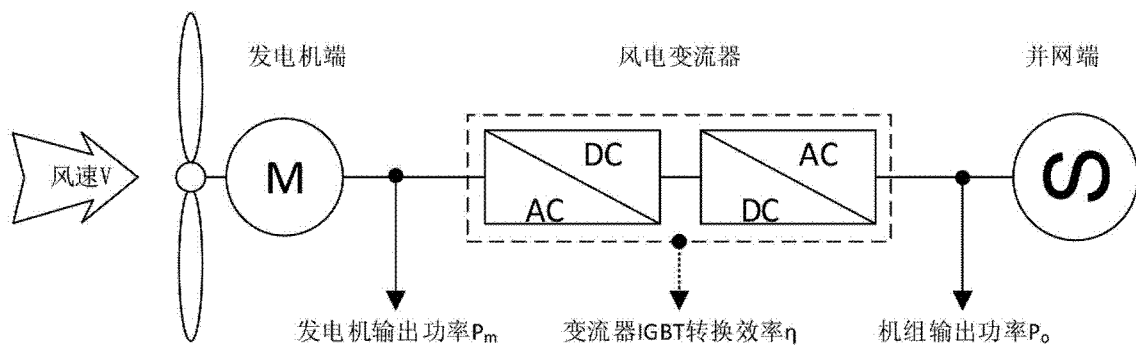 发电机端
风电变流器
并网端
风速V
M
DC
AC
AC
DC
S
发电机输出功率Pm
变流器IGBT转换效率η
机组输出功率Po